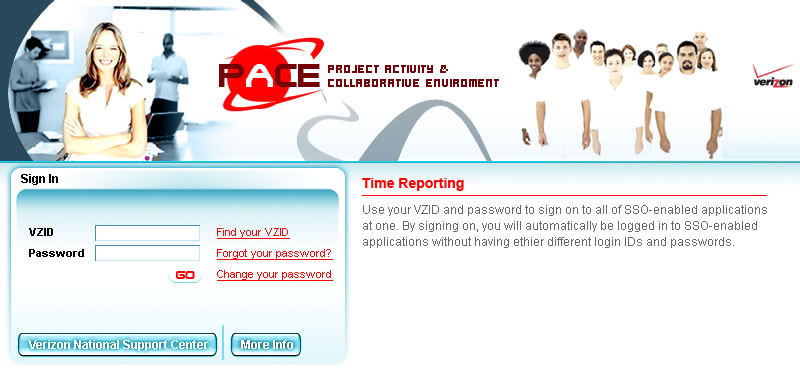 PACE
PROJECT ACTIVITY &
COLLABORATIVE ENVIROMENT
verizon
Sign In
VZID
Find your VZID
Password
Forgot your password?
GO
Change your password
Verizon National Support Center
More Info
Time Reporting
Use your VZID and password to sign on to all of SSO-enabled applications
at one. By signing on, you will automatically be logged in to SSO-enabled
applications without having ethier different login IDs and passwords.